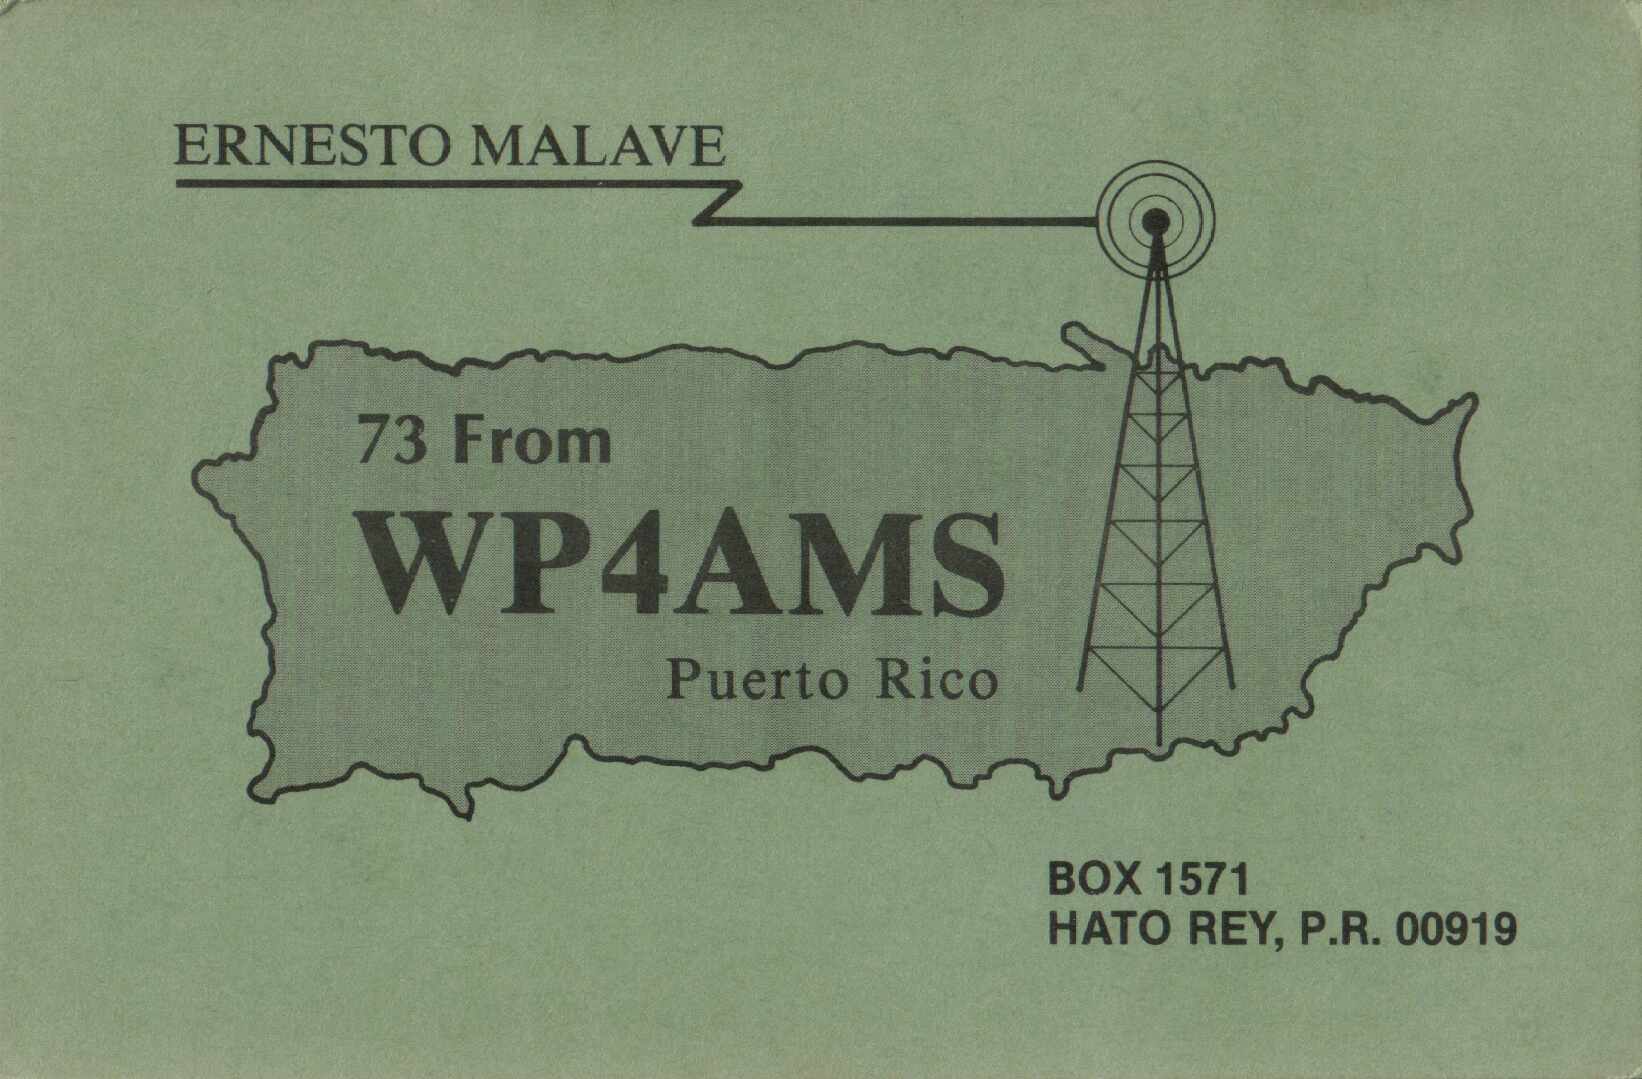 ERNESTO MALAVE
73 From
WP4AMS
Puerto Rico
BOX 1571
HATO REY, P.R. 00919